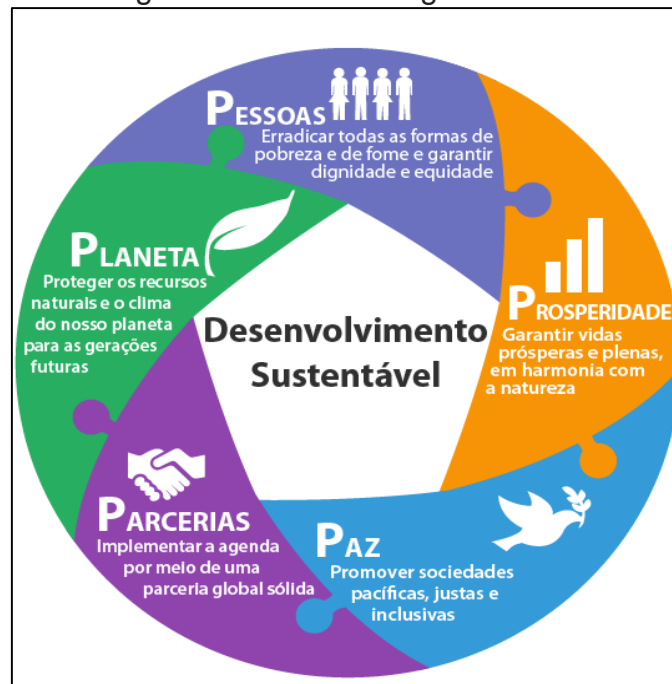 PESSOAS
Erradicar todas as formas de
pobreza e de fome e garantir
dignidade e equidade
PLANETA
Proteger os recursos
naturais e o clima
do nosso planeta
para as gerações
futuras
PROSPERIDADE
Garantir vidas
prósperas e plenas,
em harmonia com
a natureza
Desenvolvimento
Sustentável
PARCERIAS
Implementar a agenda
por meio de uma
parceria global sólida
PAZ
Promover sociedades
pacíficas, justas e
inclusivas